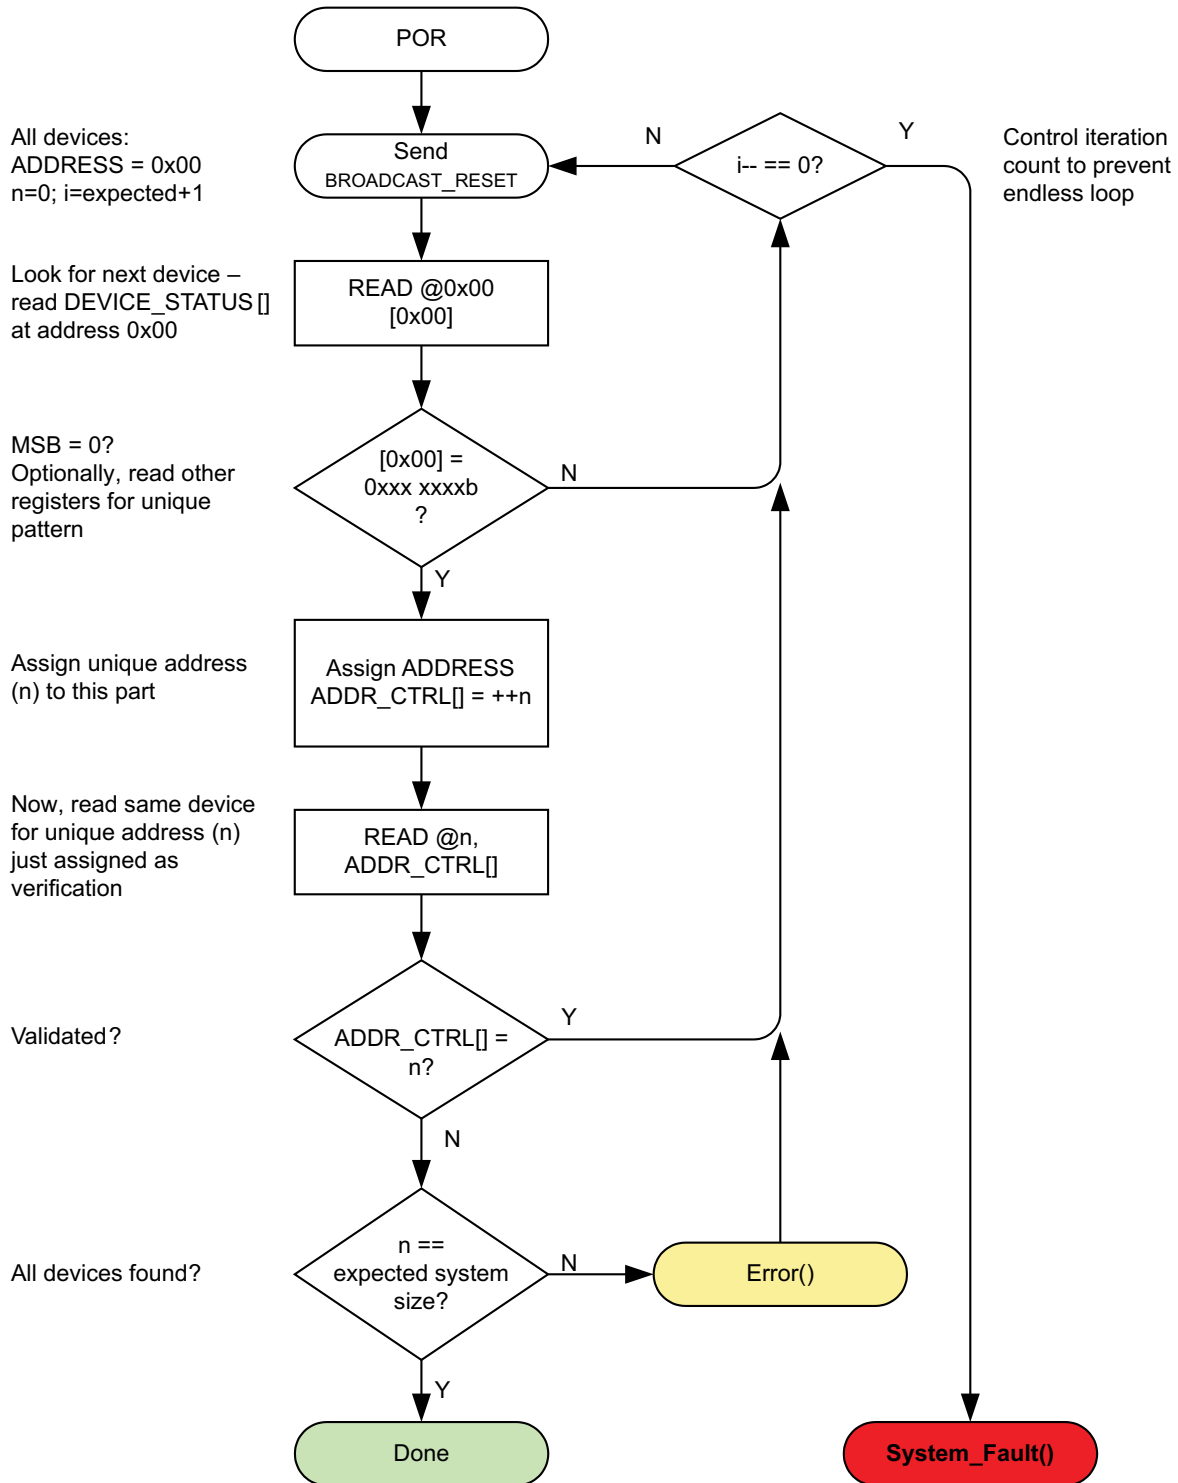 POR
All devices:
ADDRESS = 0x00
n=0; i=expected+1
Send
BROADCAST_RESET
N
i-- == 0?
Y
Control iteration
count to prevent
endless loop
Look for next device –
read DEVICE_STATUS[]
at address 0x00
READ @0x00
[0x00]
MSB = 0?
Optionally, read other
registers for unique
pattern
[0x00] =
0xxx xxxxb
?
N
Y
Assign unique address
(n) to this part
Assign ADDRESS
ADDR_CTRL[] = ++n
Now, read same device
for unique address (n)
just assigned as
verification
READ @n,
ADDR_CTRL[]
Validated?
ADDR_CTRL[] =
n?
Y
N
All devices found?
n ==
expected system
size?
N
Error()
Y
Done
System_Fault()